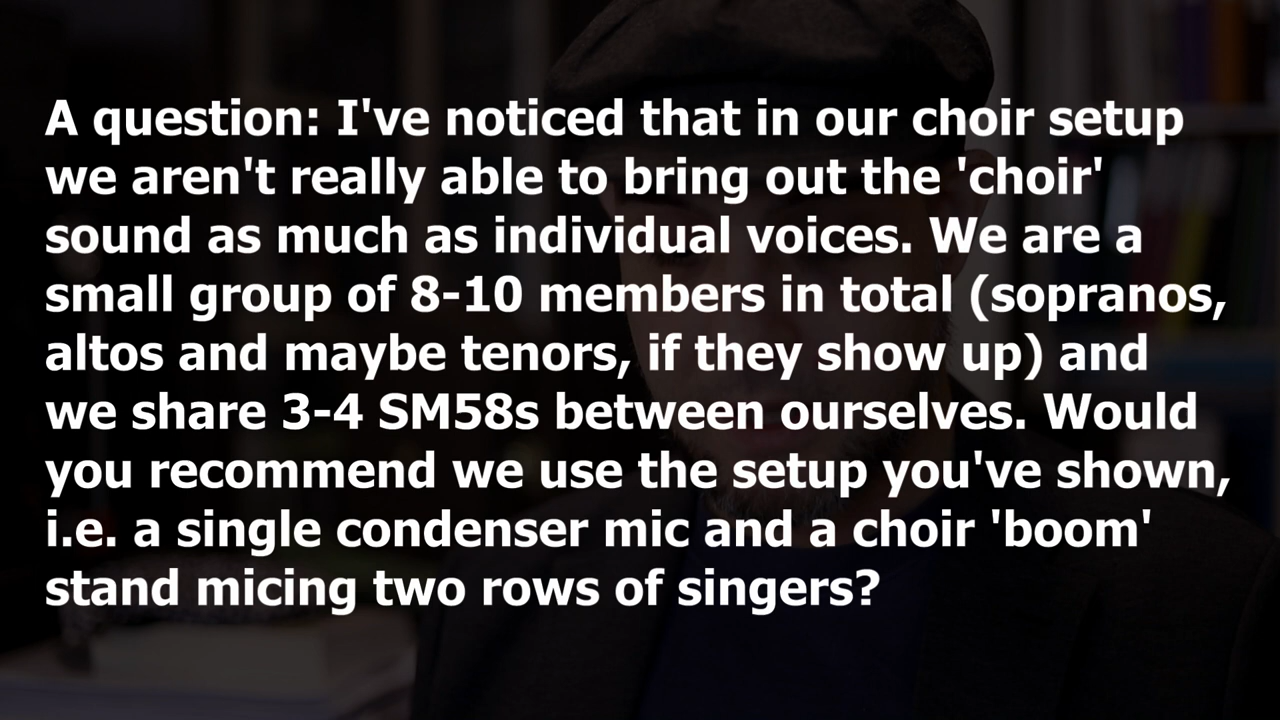 A question: I've noticed that in our choir setup
we aren't really able to bring out the 'choir'
sound as much as individual voices. We are a
small group of 8-10 members in total (sopranos,
altos and maybe tenors, if they show up) and
we share 3-4 SM58s between ourselves. Would
you recommend we use the setup you've shown,
i.e. a single condenser mic and a choir 'boom'
stand micing two rows of singers?